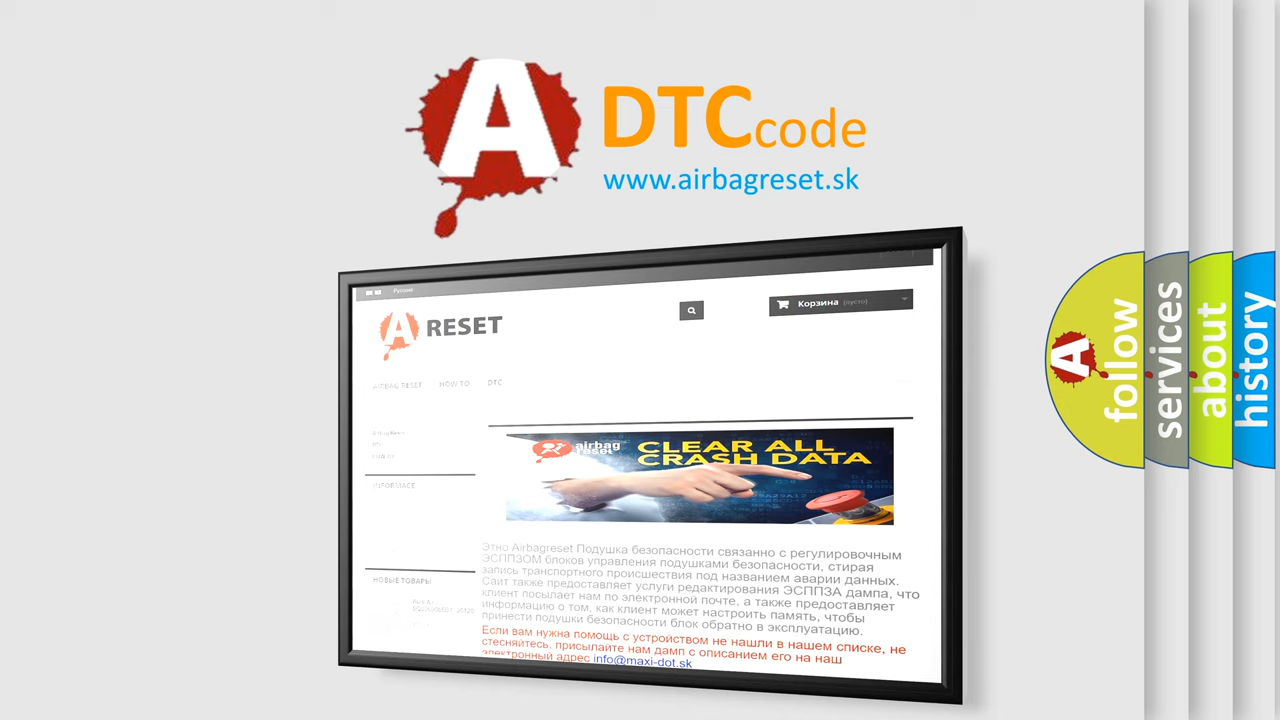 A DTC code
www.airbagreset.sk
Русский
A RESET
Корзина (пусто)
AIRBAG RESET HOW TO DTC
INFORMACE
airbag reset
CLEAR ALL
CRASH DATA
Этно Airbagreset Подушка безопасности связанно с регулировочным
ЭСППЗОМ блоков управления подушками безопасности, стирая
запись транспортного происшествия под названием аварии данных.
Сайт также предоставляет услуги редактирования ЭСППЗА дампа, что
клиент посылает нам по электронной почте, а также предоставляет
информацию о том, как клиент может настроить память, чтобы
принести подушки безопасности блок обратно в эксплуатацию.
Если вам нужна помощь с устройством не нашли в нашем списке, не
стесняйтесь, присылайте нам дамп с описанием его на наш
электронный адрес info@maxi-dot.sk
НОВЫЕ ТОВАРЫ
A
follow
services
about
history